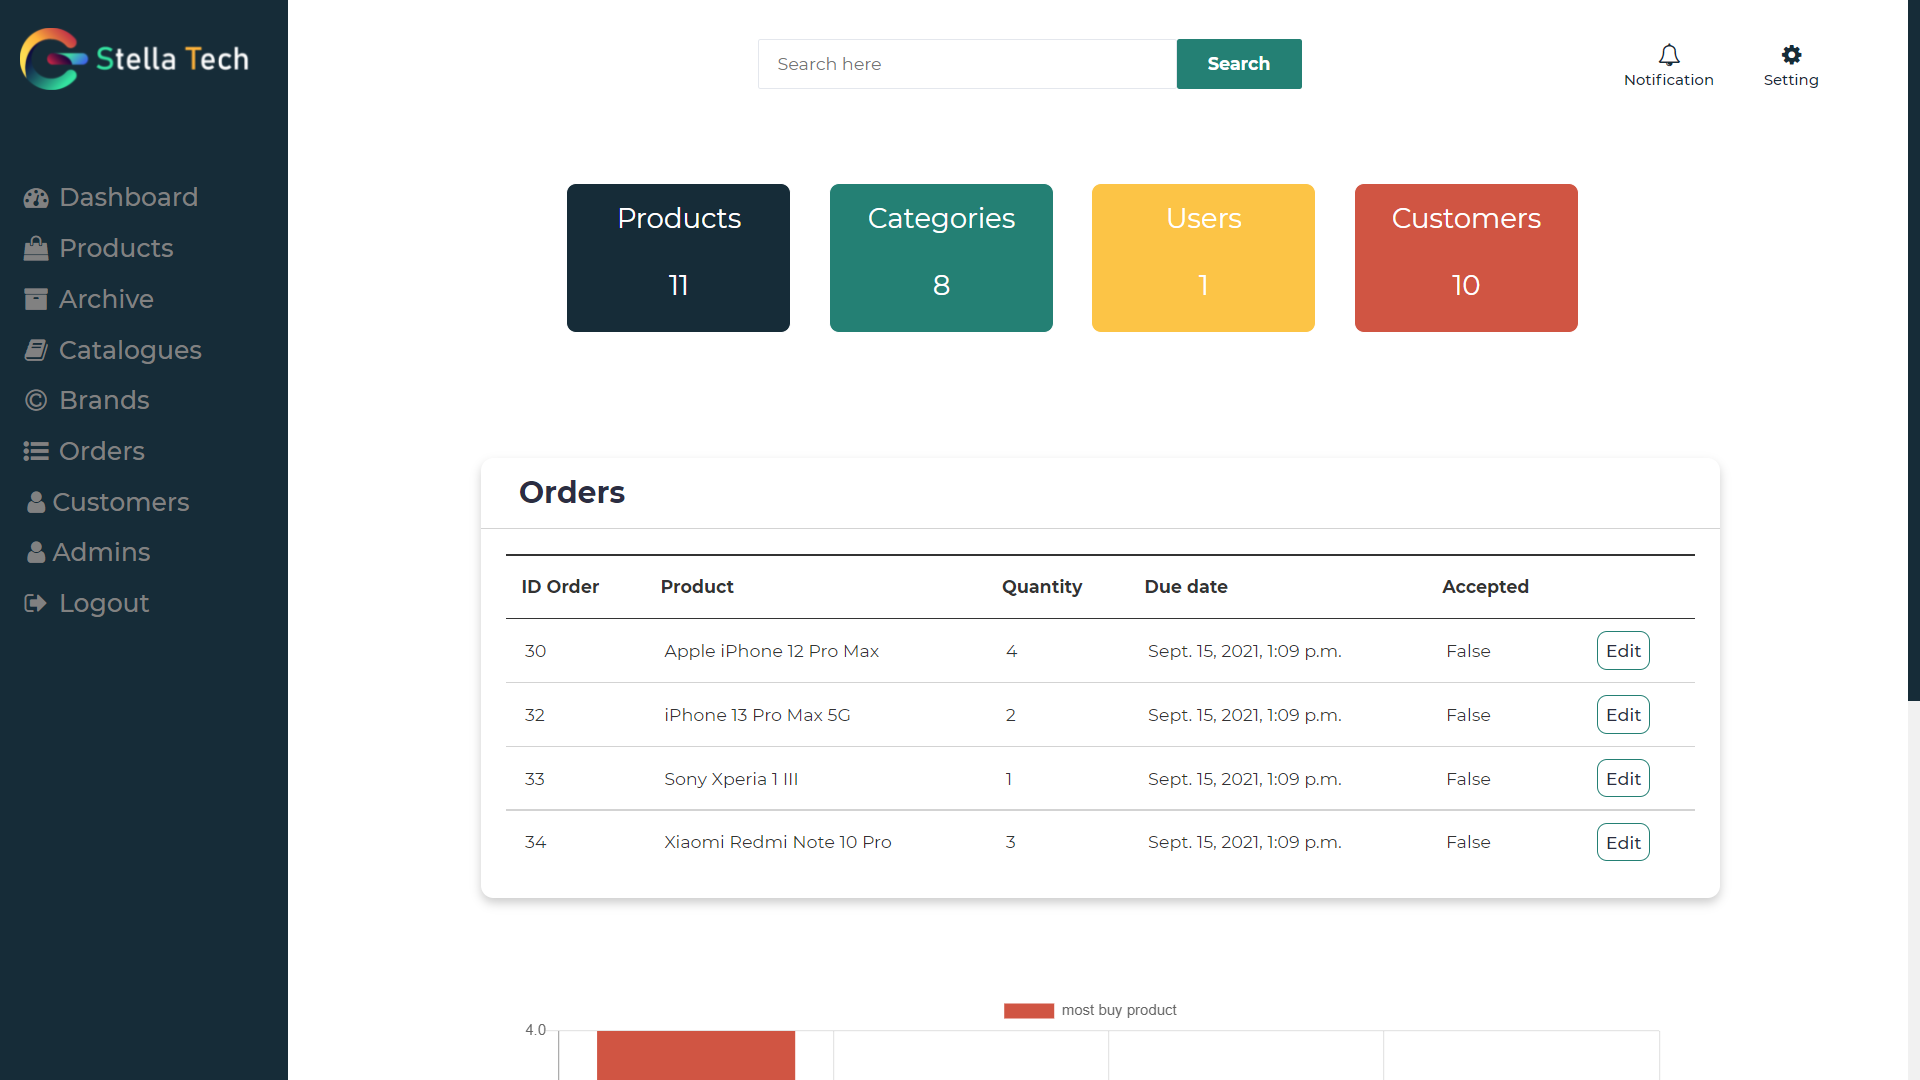 Stella Tech
Search here
Search
Notification
Setting
Dashboard
Products
Archive
Catalogues
Brands
Orders
Customers
Admins
Logout
Products
11
Categories
8
Users
1
Customers
10
Orders
ID Order Product Quantity Due date Accepted
30 Apple iPhone 12 Pro Max 4 Sept. 15, 2021, 1:09 p.m. False Edit
32 iPhone 13 Pro Max 5G 2 Sept. 15, 2021, 1:09 p.m. False Edit
33 Sony Xperia 1 III 1 Sept. 15, 2021, 1:09 p.m. False Edit
34 Xiaomi Redmi Note 10 Pro 3 Sept. 15, 2021, 1:09 p.m. False Edit
most buy product
4.0